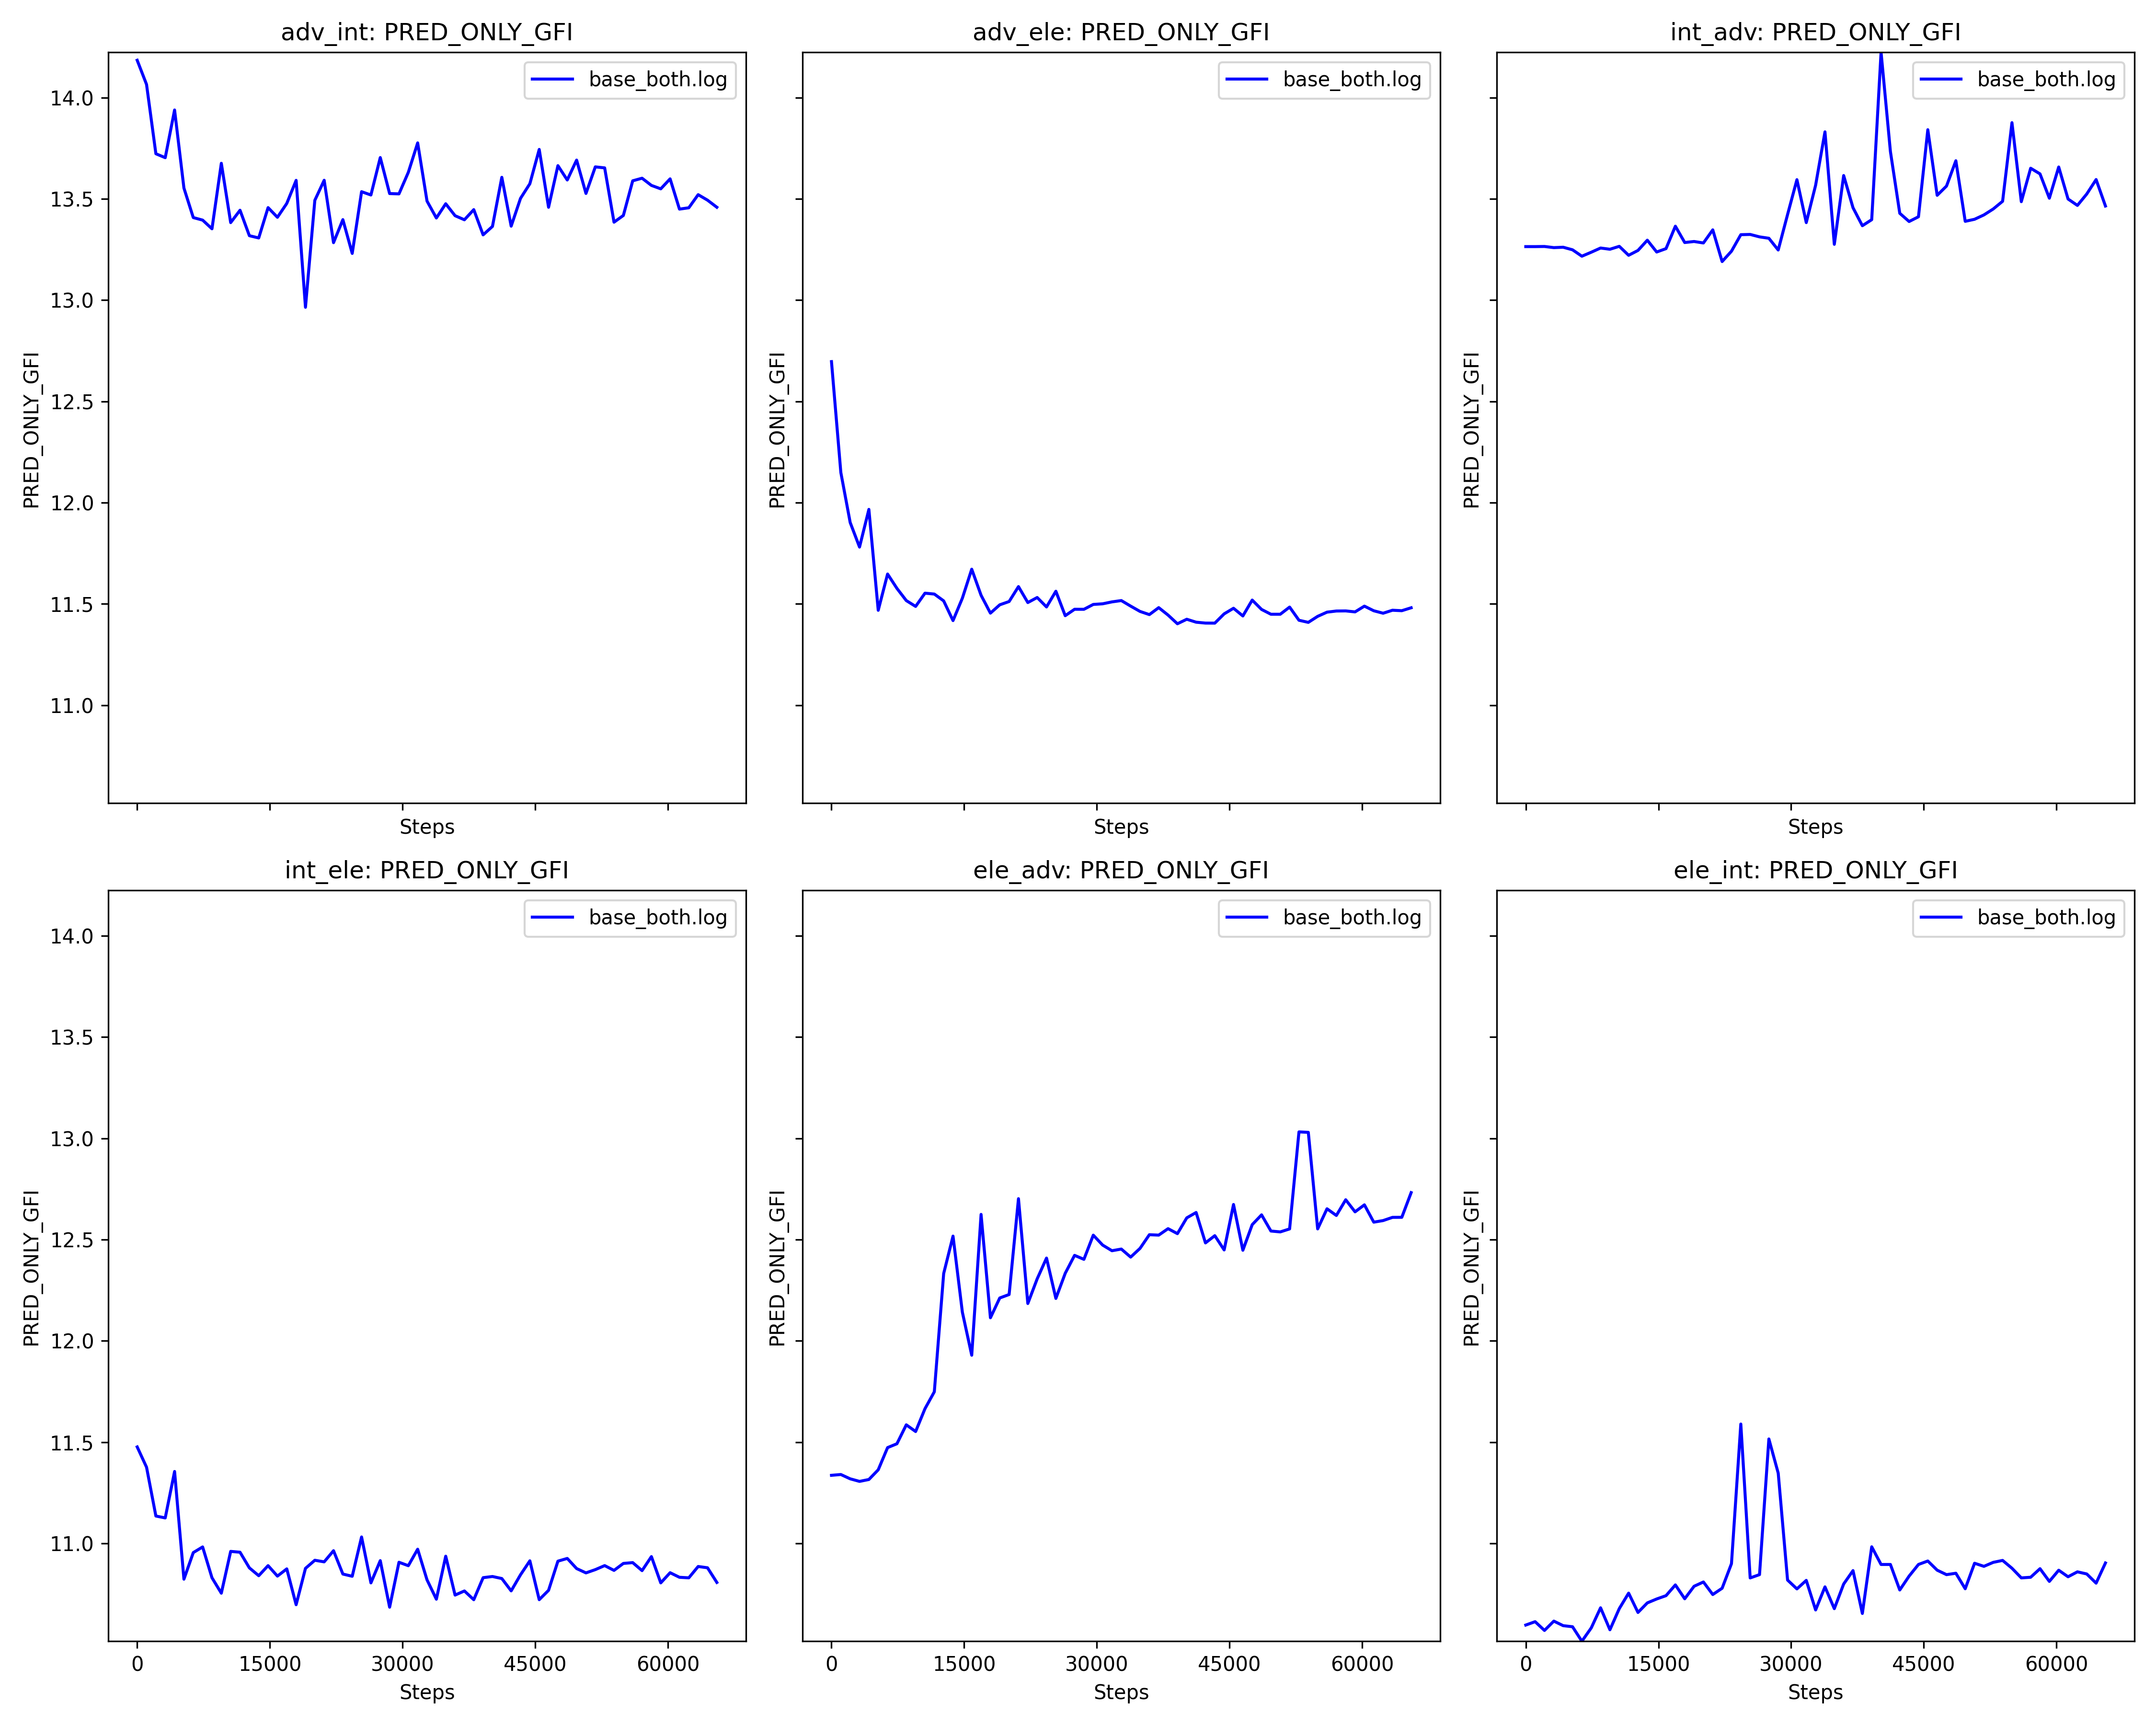 adv_int: PRED_ONLY_GFI
adv_ele: PRED_ONLY_GFI
int_adv: PRED_ONLY_GFI
base_both.log
base_both.log
base_both.log
14.0
13.5
13.0
12.5
12.0
11.5
11.0
PRED_ONLY_GFI
PRED_ONLY_GFI
PRED_ONLY_GFI
Steps
Steps
Steps
int_ele: PRED_ONLY_GFI
ele_adv: PRED_ONLY_GFI
ele_int: PRED_ONLY_GFI
base_both.log
base_both.log
base_both.log
14.0
13.5
13.0
12.5
12.0
11.5
11.0
PRED_ONLY_GFI
PRED_ONLY_GFI
PRED_ONLY_GFI
0 15000 30000 45000 60000
0 15000 30000 45000 60000
0 15000 30000 45000 60000
Steps
Steps
Steps